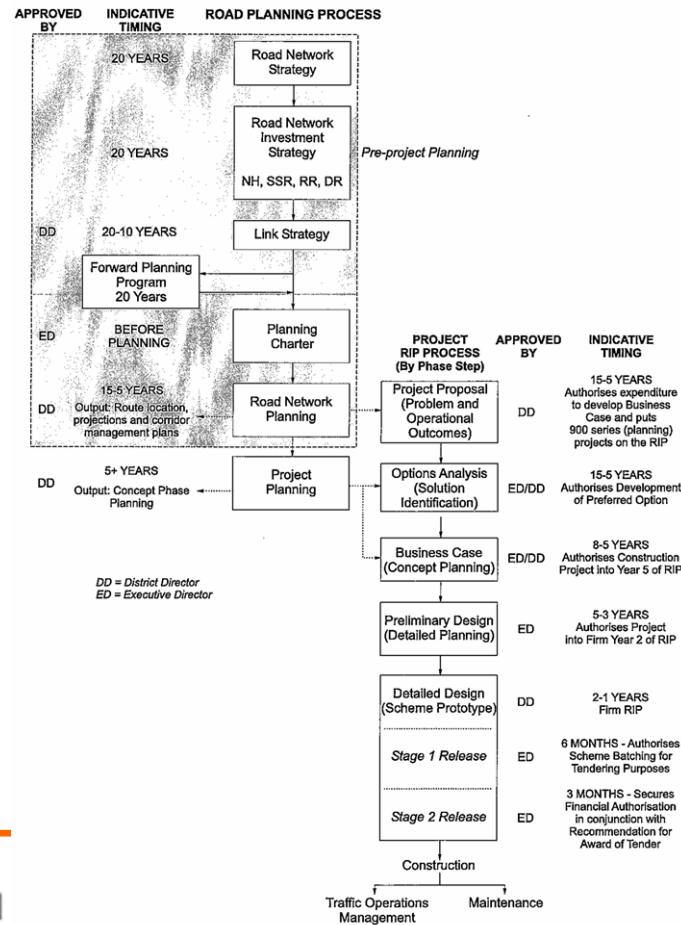 APPROVED BY
INDICATIVE TIMING
ROAD PLANNING PROCESS
20 YEARS
Road Network
Strategy
20 YEARS
Road Network
Investment
Strategy
NH, SSR, RR, DR
Pre-project Planning
DD
20-10 YEARS
Link Strategy
Forward Planning
Program
20 Years
ED
BEFORE
PLANNING
Planning
Charter
DD
15-5 YEARS
Output: Route location,
projections and corridor
management plans
Road Network
Planning
DD
5+ YEARS
Output: Concept Phase
Planning
Project
Planning
DD = District Director
ED = Executive Director
PROJECT
RIP PROCESS
(By Phase Step)
APPROVED
BY
INDICATIVE
TIMING
Project Proposal
(Problem and
Operational
Outcomes)
DD
15-5 YEARS
Authorises expenditure
to develop Business
Case and puts
900 series (planning)
projects on the RIP
Options Analysis
(Solution
Identification)
ED/DD
15-5 YEARS
Authorises Development
of Preferred Option
Business Case
(Concept Planning)
ED/DD
8-5 YEARS
Authorises Construction
Project into Year 5 of RIP
Preliminary Design
(Detailed Planning)
ED
5-3 YEARS
Authorises Project
into Firm Year 2 of RIP
Detailed Design
(Scheme Prototype)
DD
2-1 YEARS
Firm RIP
Stage 1 Release
ED
6 MONTHS - Authorises
Scheme Batching for
Tendering Purposes
Stage 2 Release
ED
3 MONTHS - Secures
Financial Authorisation
in conjunction with
Recommendation for
Award of Tender
Construction
Traffic Operations
Management
Maintenance